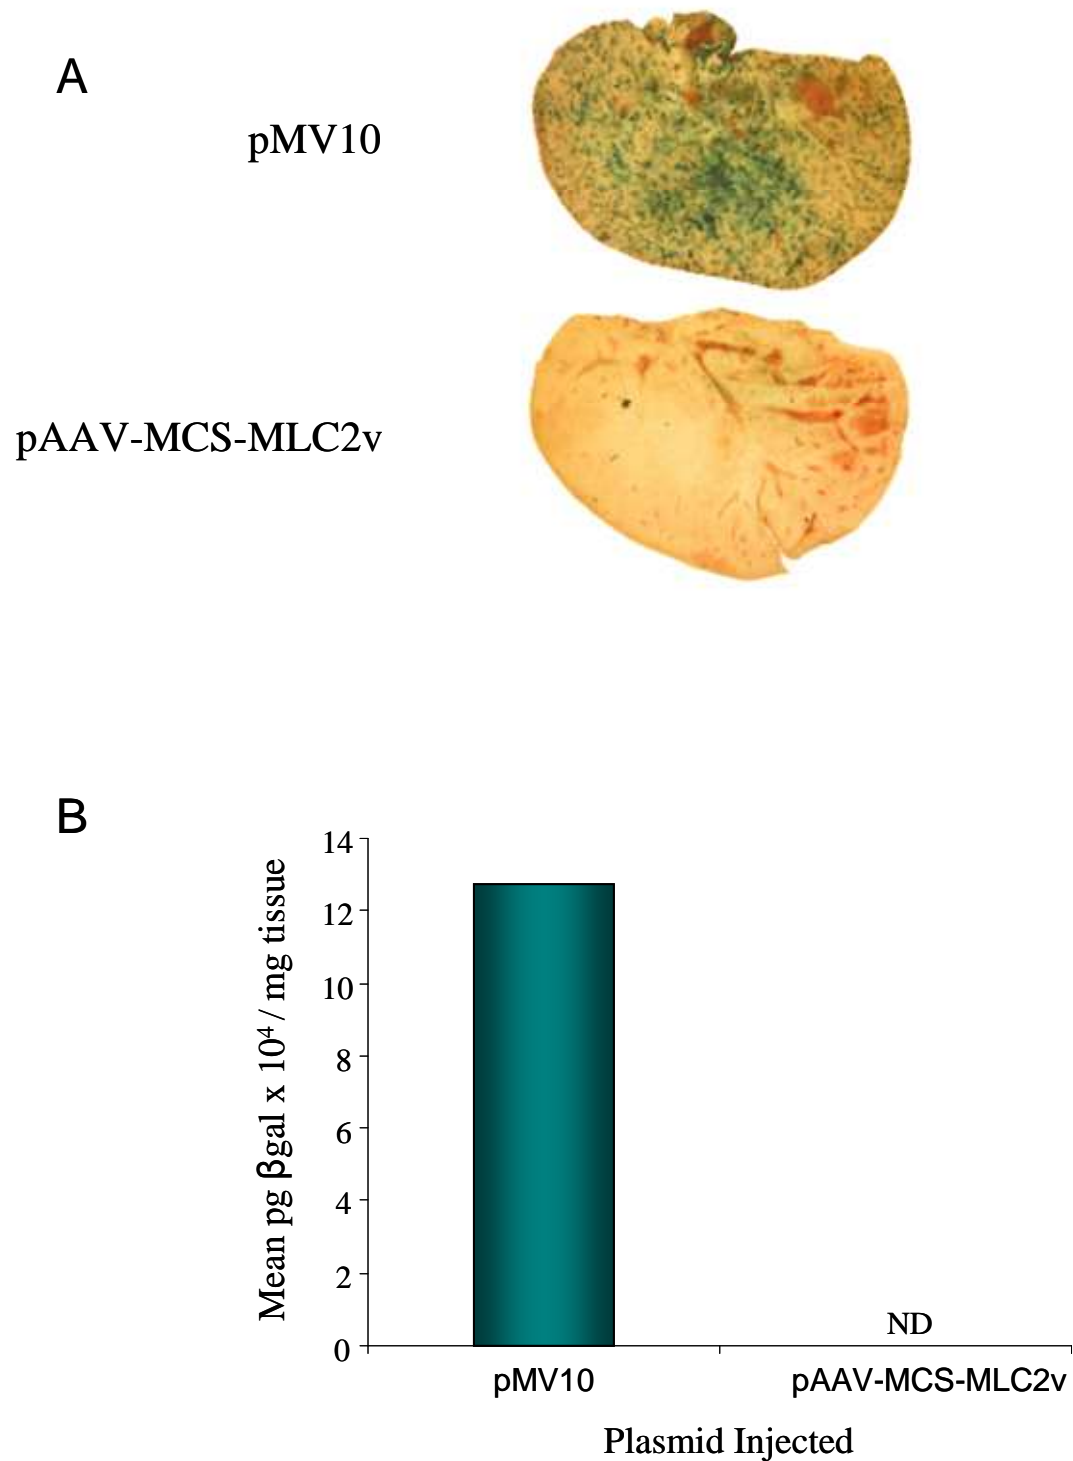 A
pMV10
pAAV-MCS-MLC2v
B
Mean pg βgal x 10⁴ / mg tissue
14
12
10
8
6
4
2
0
ND
pMV10
pAAV-MCS-MLC2v
Plasmid Injected